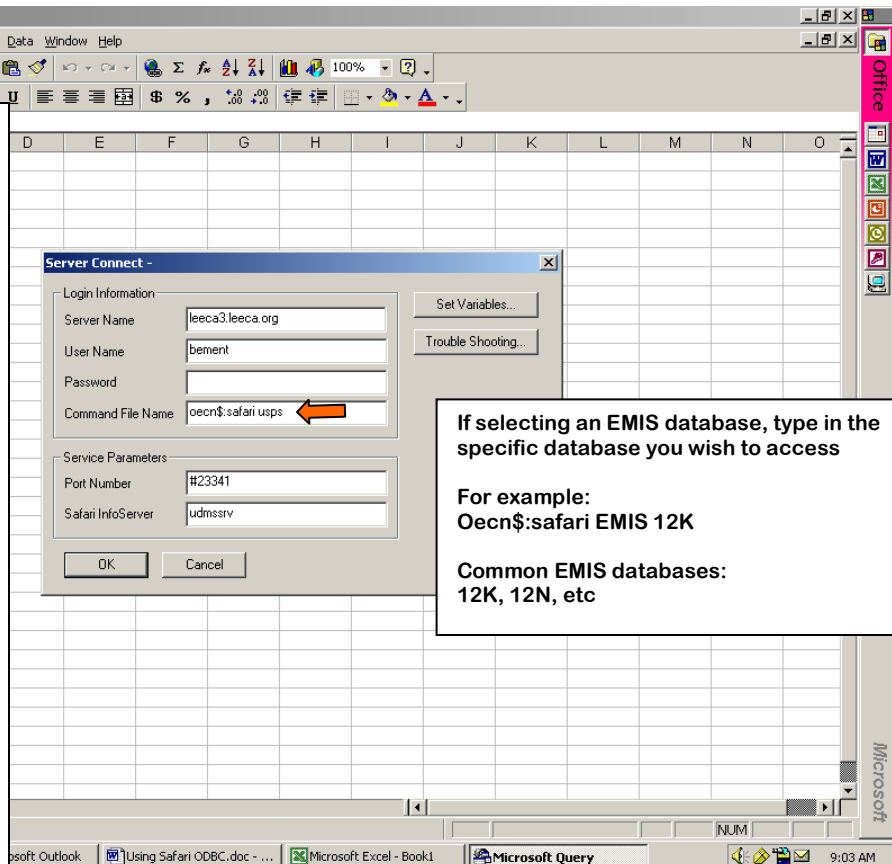 Data Window Help
Σ fx 100%
U $ % , A
Office
D E F G H I J K L M N O
Server Connect -
Login Information
Server Name leeca3.leeca.org
User Name bement
Password
Command File Name oecn$:safari usps
Set Variables...
Trouble Shooting...
Service Parameters
Port Number #23341
Safari InfoServer udmssrv
OK Cancel
If selecting an EMIS database, type in the
specific database you wish to access
For example:
Oecn$:safari EMIS 12K
Common EMIS databases:
12K, 12N, etc
Microsoft
NUM
osoft Outlook Using Safari ODBC.doc - ... Microsoft Excel - Book1 Microsoft Query 9:03 AM